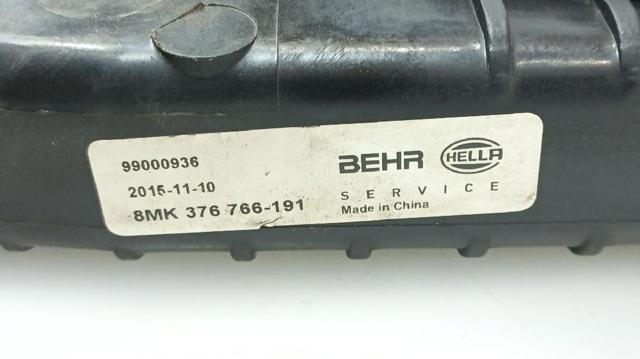 99000936
2015-11-10
8MK 376 766-191
BEHR HELLA
SERVICE
Made in China